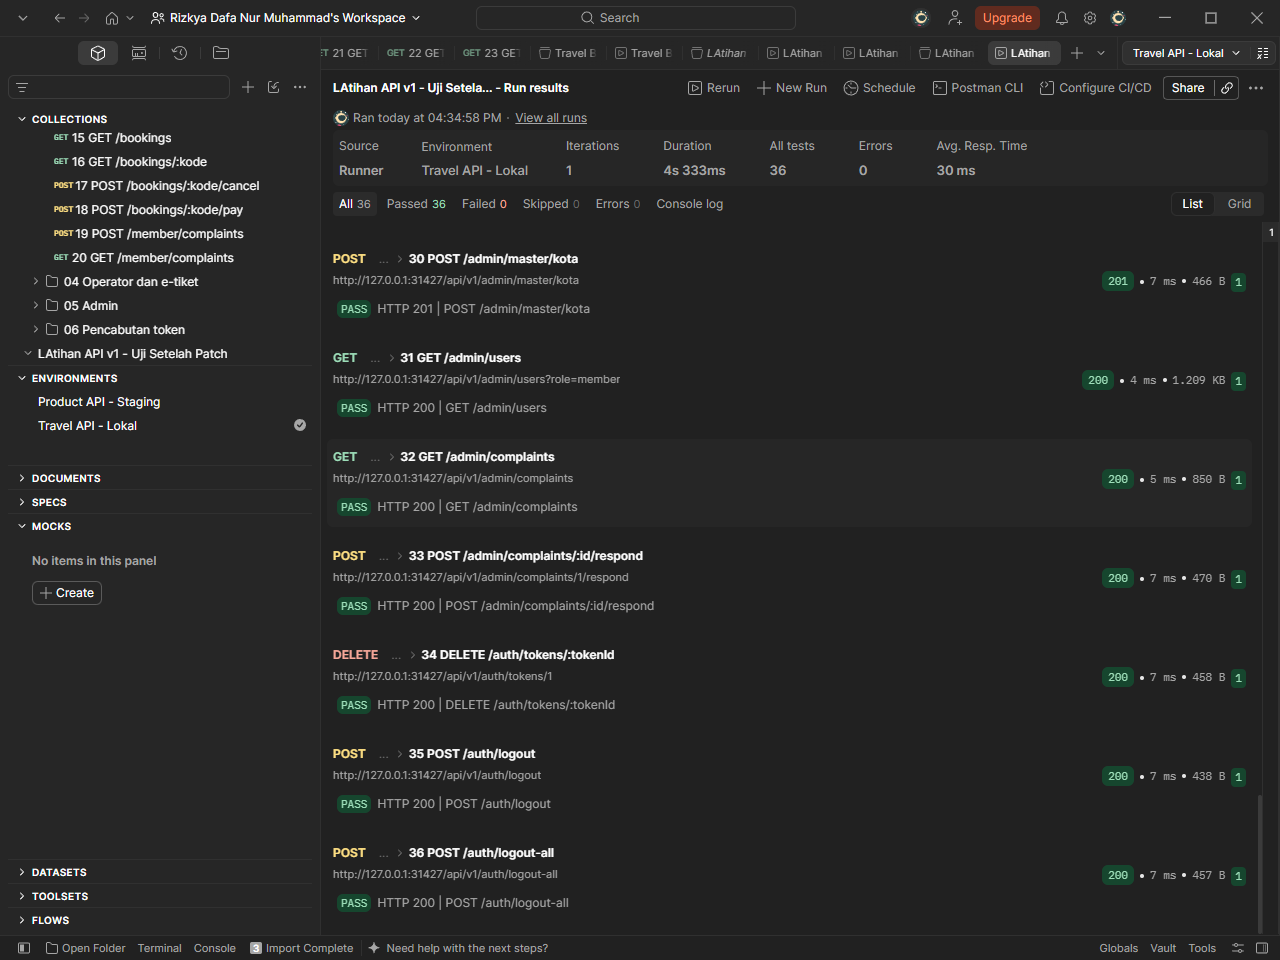 Rizkya Dafa Nur Muhammad's Workspace
Search
Upgrade
21 GET
GET 22 GE
GET 23 GE
Travel B
Travel B
LAtihan
LAtihan
LAtihan
LAtihan
LAtihan
Travel API - Lokal
COLLECTIONS
GET 15 GET /bookings
GET 16 GET /bookings/:kode
POST 17 POST /bookings/:kode/cancel
POST 18 POST /bookings/:kode/pay
POST 19 POST /member/complaints
GET 20 GET /member/complaints
04 Operator dan e-tiket
05 Admin
06 Pencabutan token
LAtihan API v1 - Uji Setelah Patch
ENVIRONMENTS
Product API - Staging
Travel API - Lokal
DOCUMENTS
SPECS
MOCKS
No items in this panel
Create
DATASETS
TOOLSETS
FLOWS
LAtihan API v1 - Uji Setela... - Run results
Rerun
New Run
Schedule
Postman CLI
Configure CI/CD
Share
Ran today at 04:34:58 PM · View all runs
Source Environment Iterations Duration All tests Errors Avg. Resp. Time
Runner Travel API - Lokal 1 4s 333ms 36 0 30 ms
All 36 Passed 36 Failed 0 Skipped 0 Errors 0 Console log
List Grid
1
POST ... > 30 POST /admin/master/kota
http://127.0.0.1:31427/api/v1/admin/master/kota
201 • 7 ms • 466 B 1
PASS HTTP 201 | POST /admin/master/kota
GET ... > 31 GET /admin/users
http://127.0.0.1:31427/api/v1/admin/users?role=member
200 • 4 ms • 1.209 KB 1
PASS HTTP 200 | GET /admin/users
GET ... > 32 GET /admin/complaints
http://127.0.0.1:31427/api/v1/admin/complaints
200 • 5 ms • 850 B 1
PASS HTTP 200 | GET /admin/complaints
POST ... > 33 POST /admin/complaints/:id/respond
http://127.0.0.1:31427/api/v1/admin/complaints/1/respond
200 • 7 ms • 470 B 1
PASS HTTP 200 | POST /admin/complaints/:id/respond
DELETE ... > 34 DELETE /auth/tokens/:tokenId
http://127.0.0.1:31427/api/v1/auth/tokens/1
200 • 7 ms • 458 B 1
PASS HTTP 200 | DELETE /auth/tokens/:tokenId
POST ... > 35 POST /auth/logout
http://127.0.0.1:31427/api/v1/auth/logout
200 • 7 ms • 438 B 1
PASS HTTP 200 | POST /auth/logout
POST ... > 36 POST /auth/logout-all
http://127.0.0.1:31427/api/v1/auth/logout-all
200 • 7 ms • 457 B 1
PASS HTTP 200 | POST /auth/logout-all
Open Folder
Terminal
Console
3 Import Complete
Need help with the next steps?
Globals
Vault
Tools